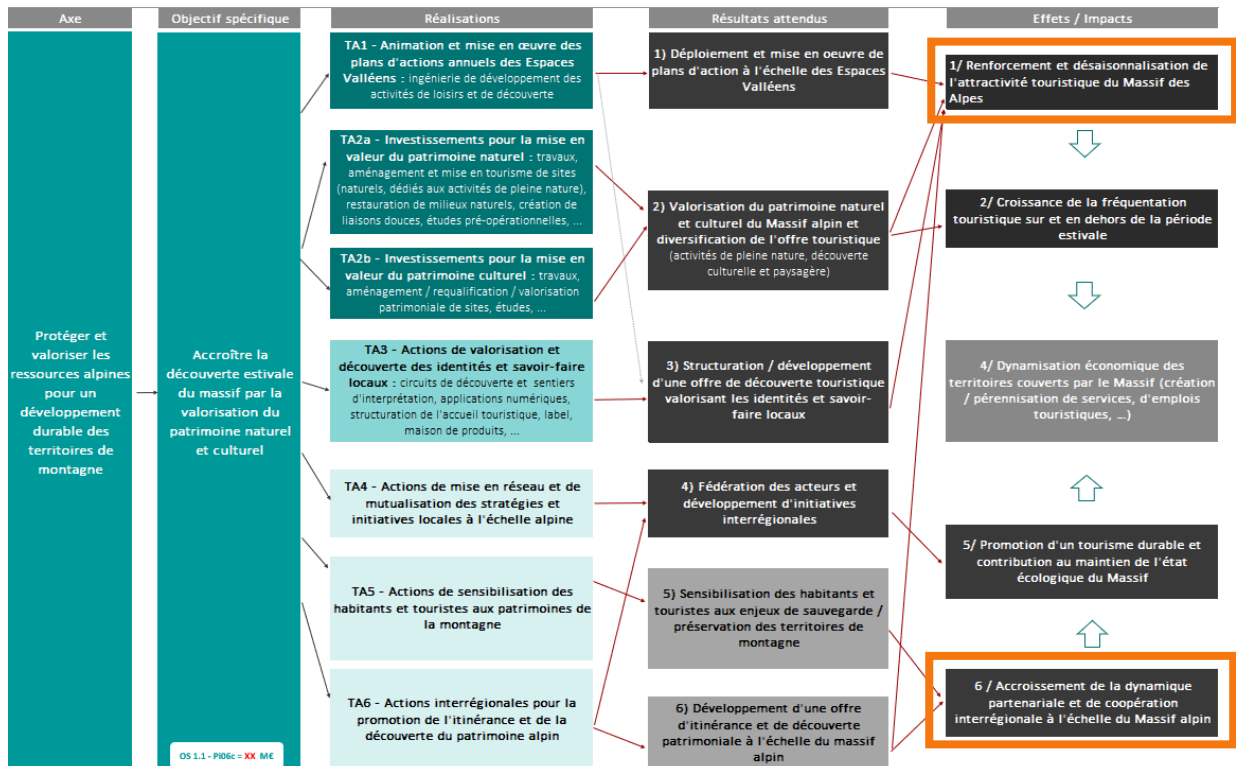 Axe
Objectif spécifique
Réalisations
Résultats attendus
Effets / Impacts
Protéger et
valoriser les
ressources alpines
pour un
développement
durable des
territoires de
montagne
Accroître la
découverte estivale
du massif par la
valorisation du
patrimoine naturel
et culturel
OS 1.1 - PI06c = XX M€
TA1 - Animation et mise en œuvre des
plans d'actions annuels des Espaces
Valléens : ingénierie de développement des
activités de loisirs et de découverte
TA2a - Investissements pour la mise en
valeur du patrimoine naturel : travaux,
aménagement et mise en tourisme de sites
(naturels, dédiés aux activités de pleine nature),
restauration de milieux naturels, création de
liaisons douces, études pré-opérationnelles, ...
TA2b - Investissements pour la mise en
valeur du patrimoine culturel : travaux,
aménagement / requalification / valorisation
patrimoniale de sites, études, ...
TA3 - Actions de valorisation et
découverte des identités et savoir-faire
locaux : circuits de découverte et sentiers
d'interprétation, applications numériques,
structuration de l'accueil touristique, label,
maison de produits, ...
TA4 - Actions de mise en réseau et de
mutualisation des stratégies et
initiatives locales à l'échelle alpine
TA5 - Actions de sensibilisation des
habitants et touristes aux patrimoines de
la montagne
TA6 - Actions interrégionales pour la
promotion de l'itinérance et de la
découverte du patrimoine alpin
1) Déploiement et mise en oeuvre de
plans d'action à l'échelle des Espaces
Valléens
2) Valorisation du patrimoine naturel
et culturel du Massif alpin et
diversification de l'offre touristique
(activités de pleine nature, découverte
culturelle et paysagère)
3) Structuration / développement
d'une offre de découverte touristique
valorisant les identités et savoir-
faire locaux
4) Fédération des acteurs et
développement d'initiatives
interrégionales
5) Sensibilisation des habitants et
touristes aux enjeux de sauvegarde /
préservation des territoires de
montagne
6) Développement d'une offre
d'itinérance et de découverte
patrimoniale à l'échelle du massif
alpin
1/ Renforcement et désaisonnalisation de
l'attractivité touristique du Massif des
Alpes
2/ Croissance de la fréquentation
touristique sur et en dehors de la période
estivale
4/ Dynamisation économique des
territoires couverts par le Massif (création
/ pérennisation de services, d'emplois
touristiques, ...)
5/ Promotion d'un tourisme durable et
contribution au maintien de l'état
écologique du Massif
6 / Accroissement de la dynamique
partenariale et de coopération
interrégionale à l'échelle du Massif alpin